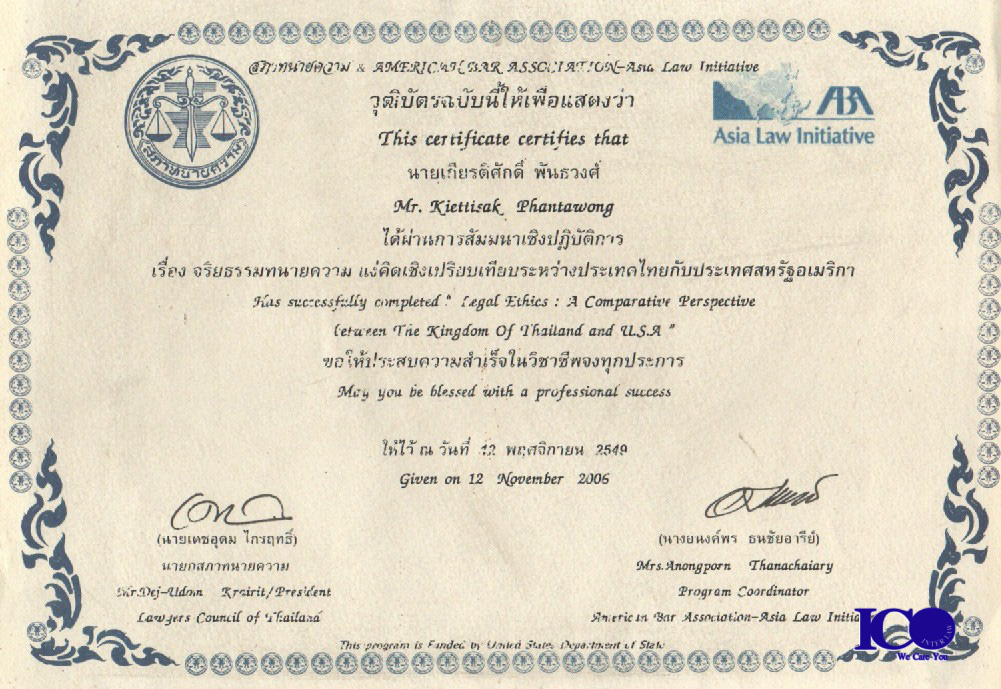 สภาทนายความ & AMERICAN BAR ASSOCIATION-Asia Law Initiative
สภาทนายความ
ABA
Asia Law Initiative
วุฒิบัตรฉบับนี้ให้เพื่อแสดงว่า
This certificate certifies that
นายเกียรติศักดิ์ พันธวงศ์
Mr. Kiettisak Phantawong
ได้ผ่านการสัมมนาเชิงปฏิบัติการ
เรื่อง จริยธรรมทนายความ แง่คิดเชิงเปรียบเทียบระหว่างประเทศไทยกับประเทศสหรัฐอเมริกา
Has successfully completed " Legal Ethics : A Comparative Perspective
between The Kingdom Of Thailand and U.S.A "
ขอให้ประสบความสำเร็จในวิชาชีพจงทุกประการ
May you be blessed with a professional success
ให้ไว้ ณ วันที่ 12 พฤศจิกายน 2549
Given on 12 November 2006
(นายเดชอุดม ไกรฤทธิ์)
นายกสภาทนายความ
Mr.Dej-Udom Krairit/President
Lawyers Council of Thailand
(นางอนงค์พร ธนชัยอารีย์)
Mrs.Anongporn Thanachaiary
Program Coordinator
American Bar Association-Asia Law Initia
This program is Funded by United States Department of State
ICO
INTERLAW
We Care You